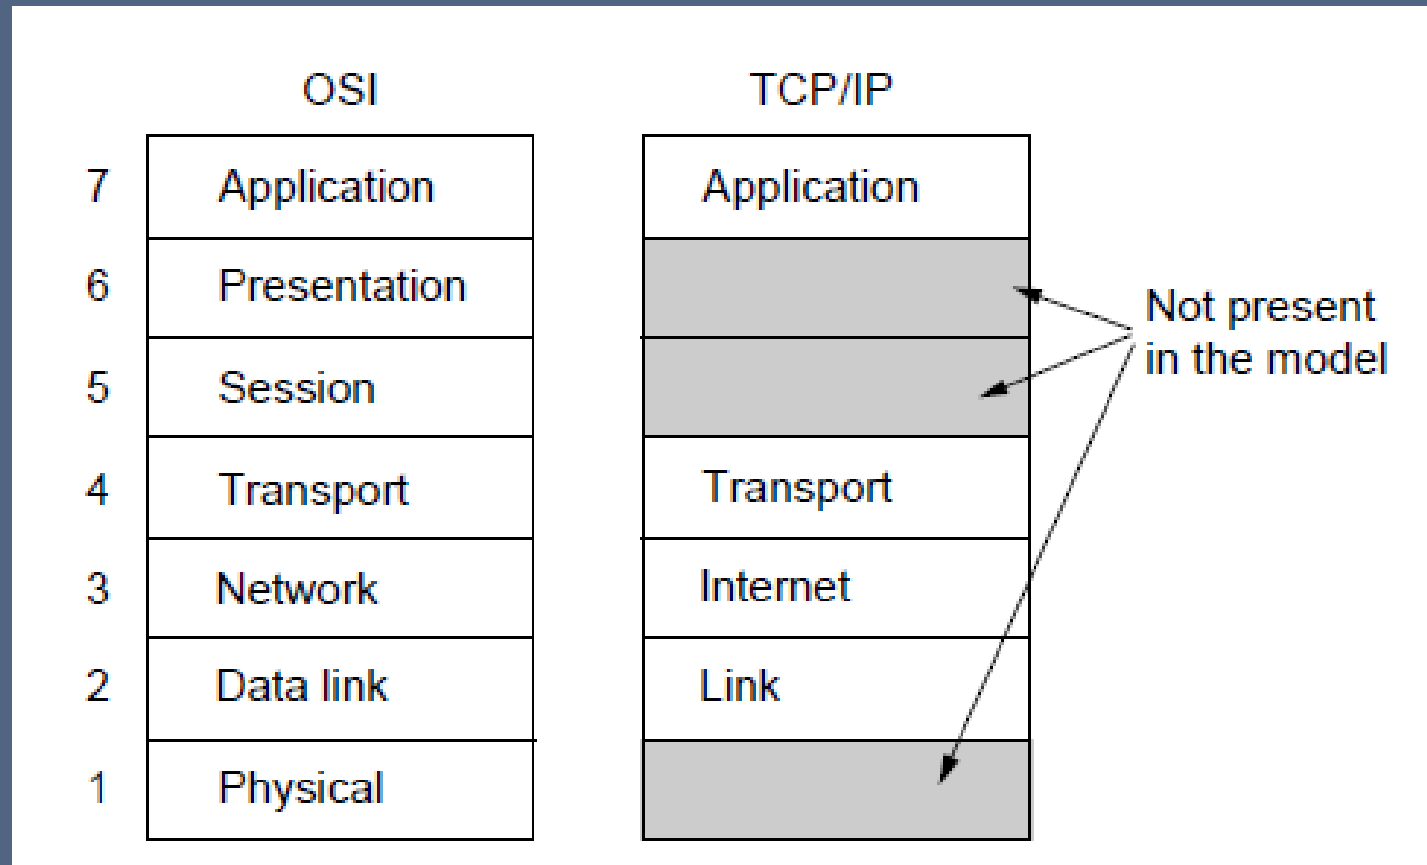 OSI TCP/IP
7 Application Application
6 Presentation
Not present
in the model
5 Session
4 Transport Transport
3 Network Internet
2 Data link Link
1 Physical